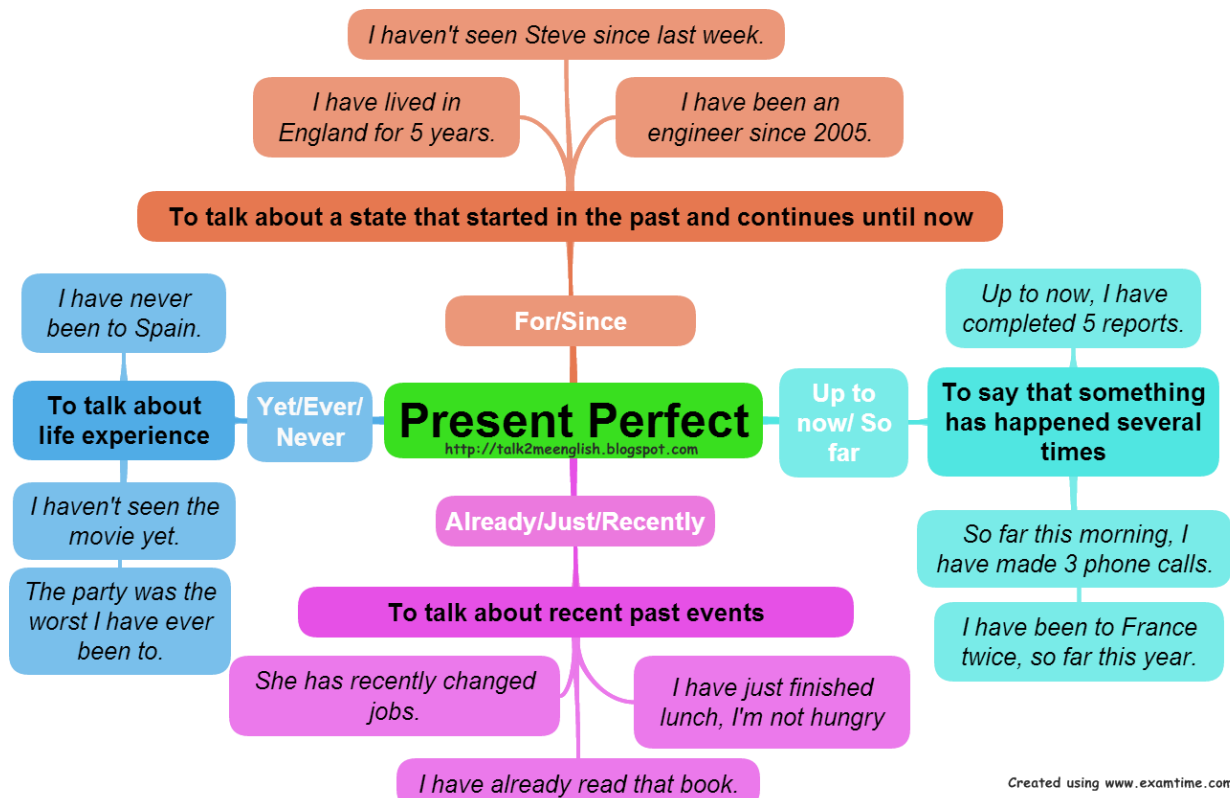 I haven't seen Steve since last week.
I have lived in
England for 5 years.
I have been an
engineer since 2005.
To talk about a state that started in the past and continues until now
For/Since
I have never
been to Spain.
To talk about
life experience
Yet/Ever/
Never
I haven't seen the
movie yet.
The party was the
worst I have ever
been to.
Present Perfect
http://talk2meenglish.blogspot.com
Up to
now/ So
far
Up to now, I have
completed 5 reports.
To say that something
has happened several
times
So far this morning, I
have made 3 phone calls.
I have been to France
twice, so far this year.
Already/Just/Recently
To talk about recent past events
She has recently changed
jobs.
I have just finished
lunch, I'm not hungry
I have already read that book.
Created using www.examtime.com